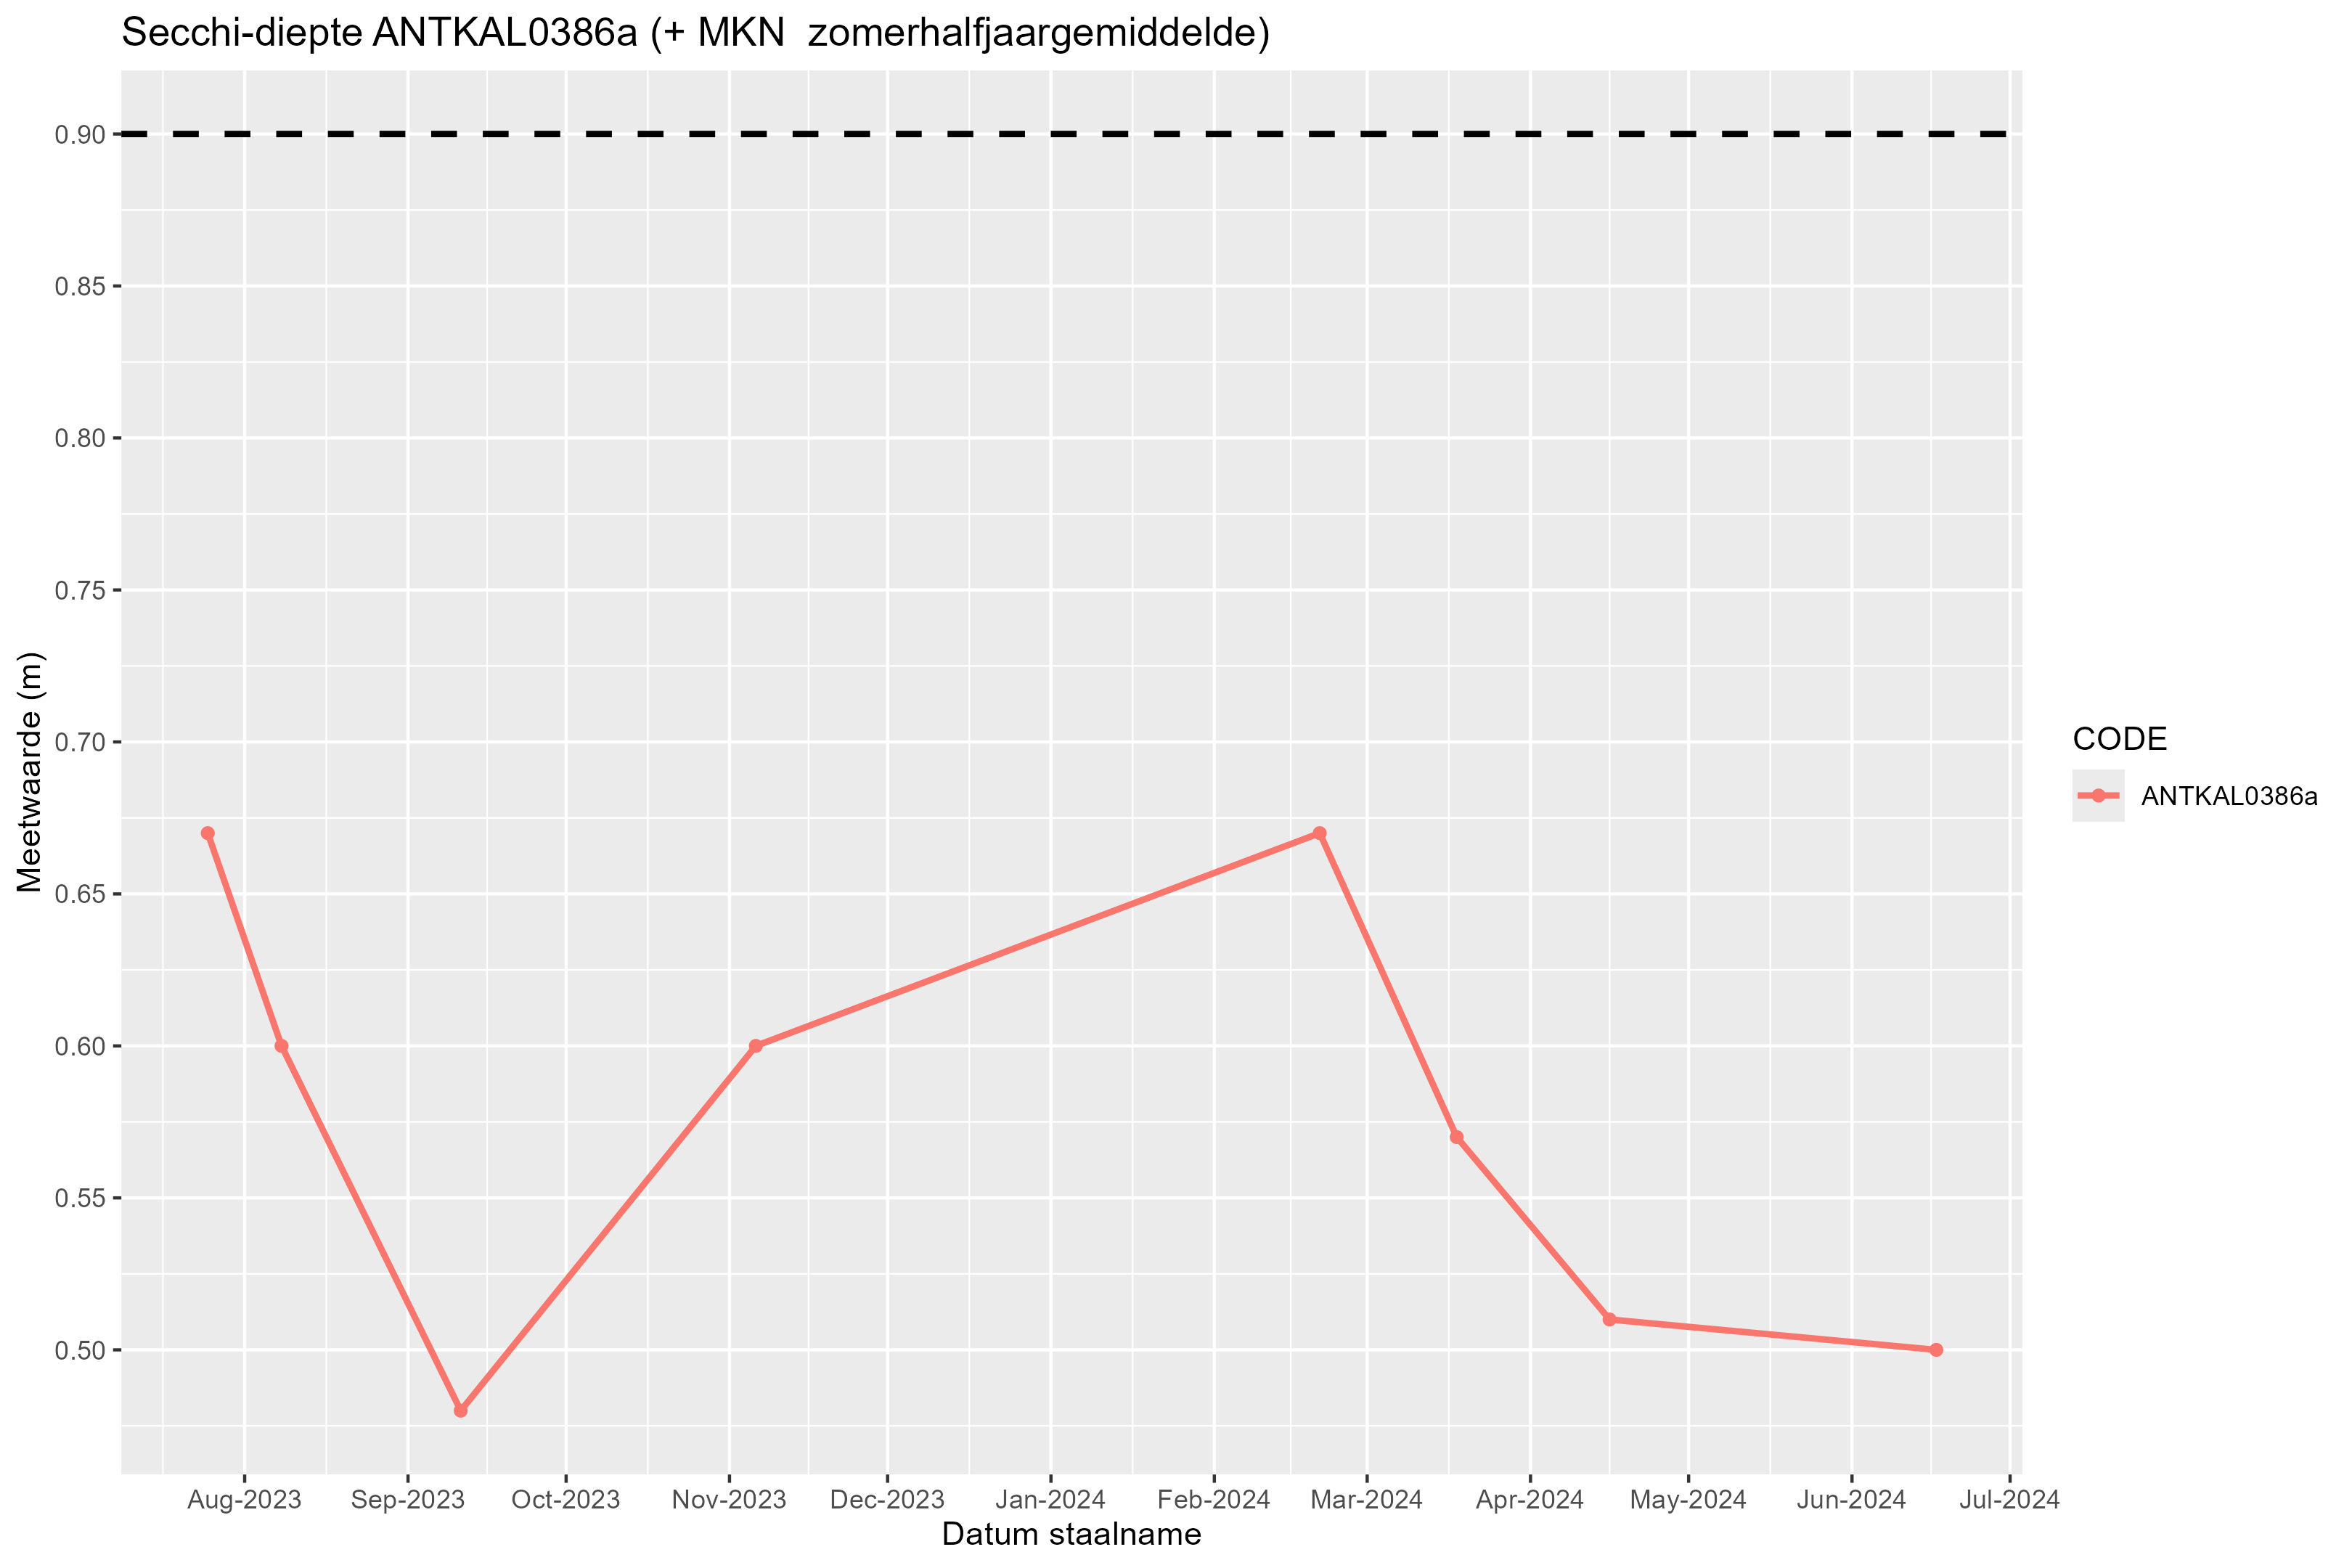 Secchi-diepte ANTKAL0386a (+ MKN  zomerhalfjaargemiddelde)
0.90
0.85
0.80
0.75
0.70
0.65
0.60
0.55
0.50
Meetwaarde (m)
Aug-2023 Sep-2023 Oct-2023 Nov-2023 Dec-2023 Jan-2024 Feb-2024 Mar-2024 Apr-2024 May-2024 Jun-2024 Jul-2024
Datum staalname
CODE
ANTKAL0386a